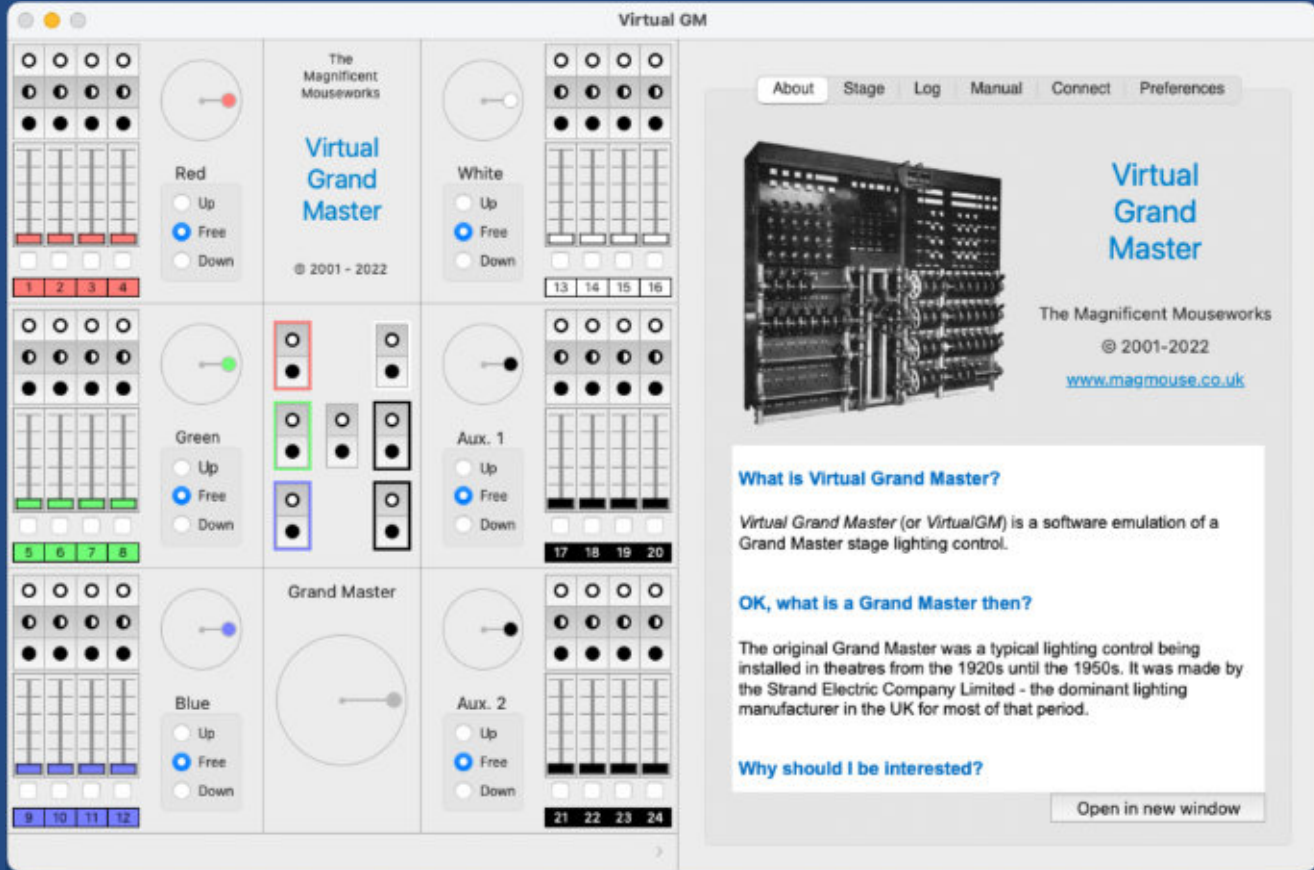 Virtual GM
The
Magnificent
Mouseworks
Virtual
Grand
Master
© 2001 - 2022
Red
Up
Free
Down
1 2 3 4
White
Up
Free
Down
13 14 15 16
Green
Up
Free
Down
5 6 7 8
Aux. 1
Up
Free
Down
17 18 19 20
Blue
Up
Free
Down
9 10 11 12
Grand Master
Aux. 2
Up
Free
Down
21 22 23 24
About Stage Log Manual Connect Preferences
Virtual
Grand
Master
The Magnificent Mouseworks
© 2001-2022
www.magmouse.co.uk
What is Virtual Grand Master?
Virtual Grand Master (or VirtualGM) is a software emulation of a
Grand Master stage lighting control.
OK, what is a Grand Master then?
The original Grand Master was a typical lighting control being
installed in theatres from the 1920s until the 1950s. It was made by
the Strand Electric Company Limited - the dominant lighting
manufacturer in the UK for most of that period.
Why should I be interested?
Open in new window